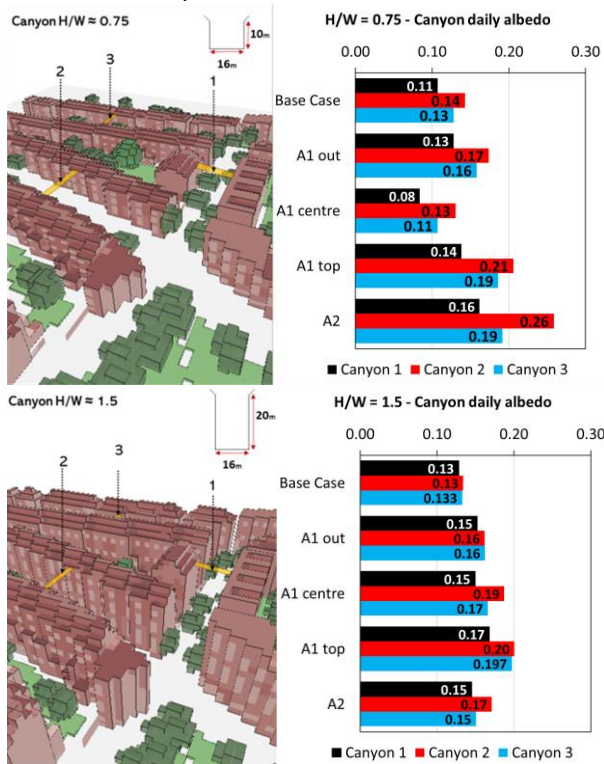 Canyon H/W ≈ 0.75
10m
16m
2
3
1
H/W = 0.75 - Canyon daily albedo
0.00 0.10 0.20 0.30
Base Case
0.11
0.14
0.13
A1 out
0.13
0.17
0.16
A1 centre
0.08
0.13
0.11
A1 top
0.14
0.21
0.19
A2
0.16
0.26
0.19
Canyon 1 Canyon 2 Canyon 3
Canyon H/W ≈ 1.5
20m
16m
2
3
1
H/W = 1.5 - Canyon daily albedo
0.00 0.10 0.20 0.30
Base Case
0.13
0.13
0.133
A1 out
0.15
0.16
0.16
A1 centre
0.15
0.19
0.17
A1 top
0.17
0.20
0.197
A2
0.15
0.17
0.15
Canyon 1 Canyon 2 Canyon 3